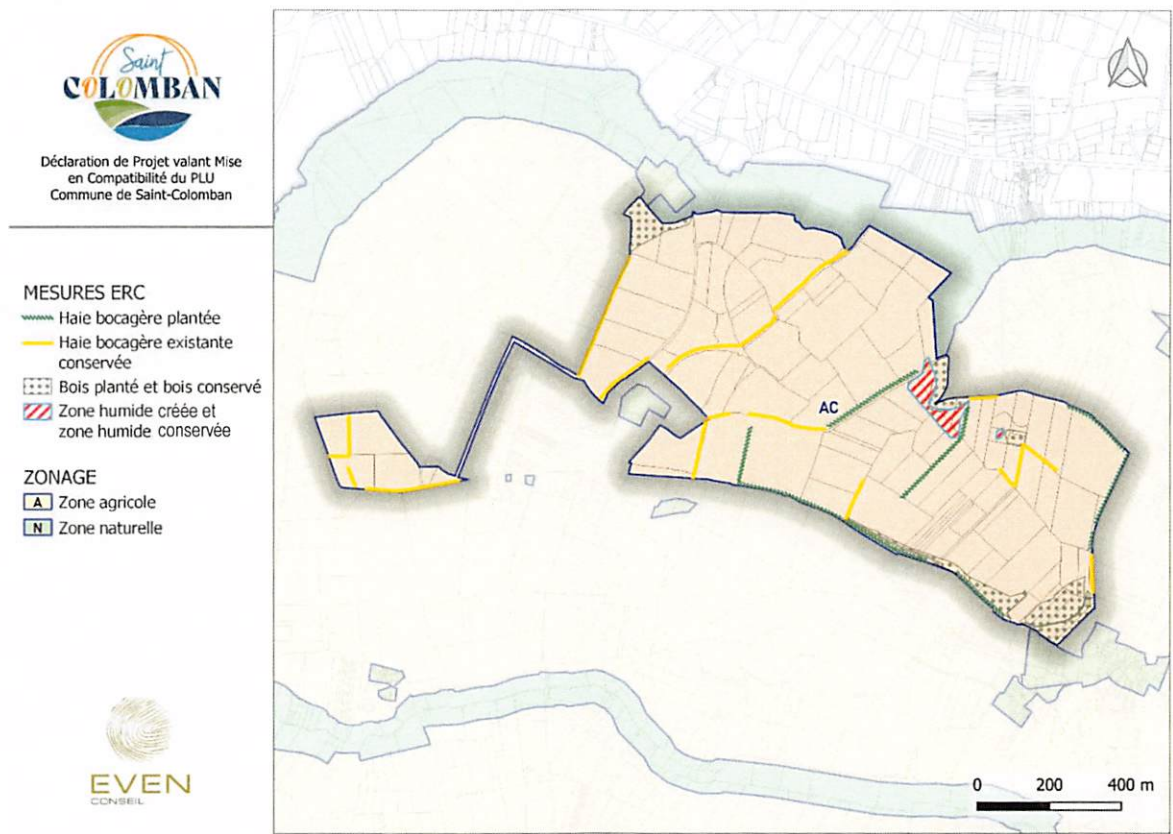 Saint
COLOMBAN
Déclaration de Projet valant Mise
en Compatibilité du PLU
Commune de Saint-Colomban
MESURES ERC
Haie bocagère plantée
Haie bocagère existante
conservée
Bois planté et bois conservé
Zone humide créée et
zone humide conservée
ZONAGE
A Zone agricole
N Zone naturelle
EVEN
CONSEIL
AC
0 200 400 m